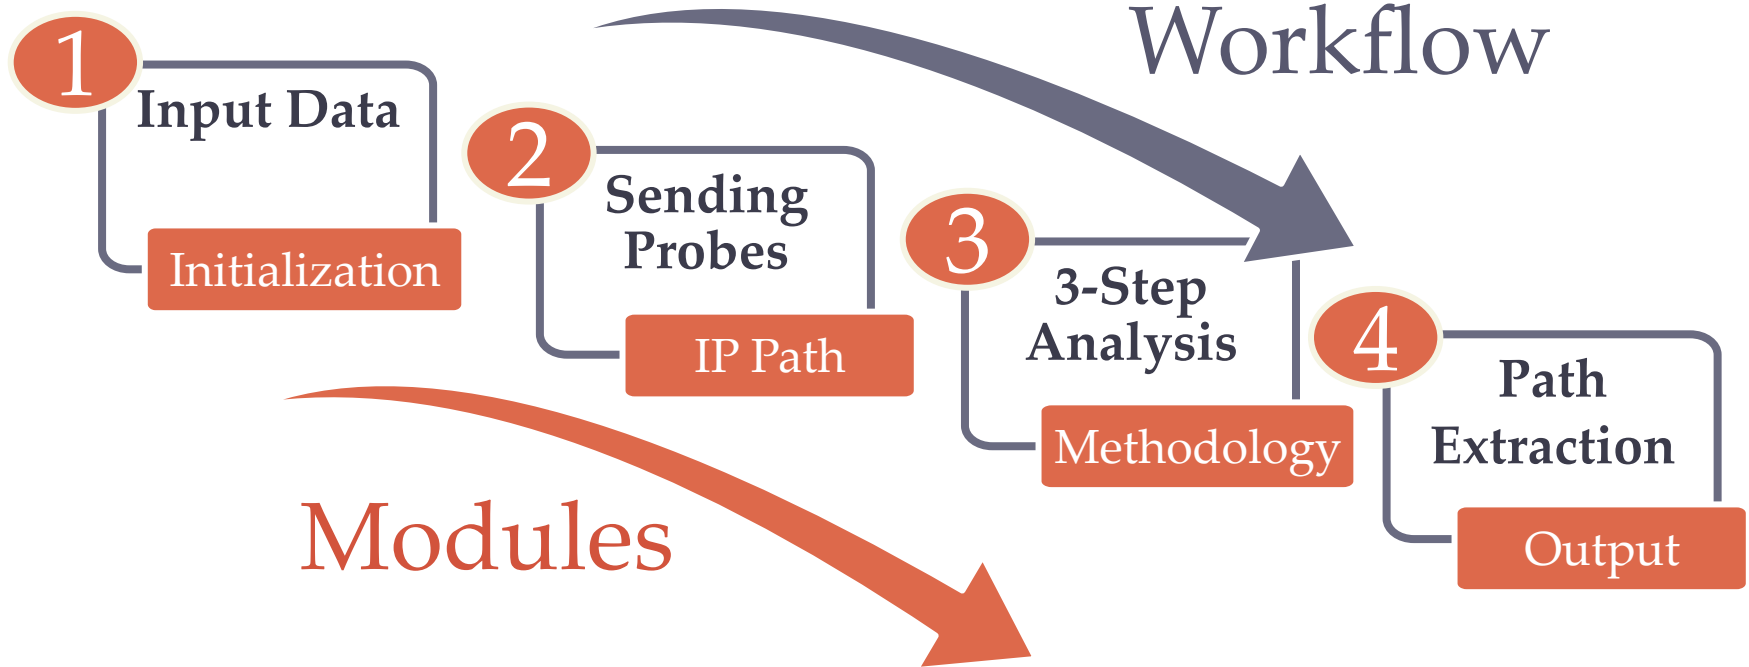 Workflow
1
Input Data
Initialization
2
Sending
Probes
IP Path
3
3-Step
Analysis
Methodology
4
Path
Extraction
Output
Modules